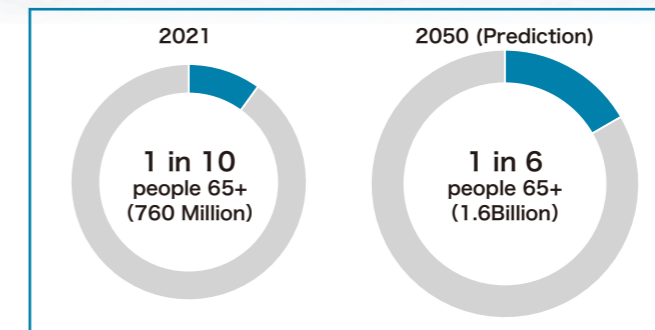 2021
1 in 10
people 65+
(760 Million)
2050 (Prediction)
1 in 6
people 65+
(1.6Billion)